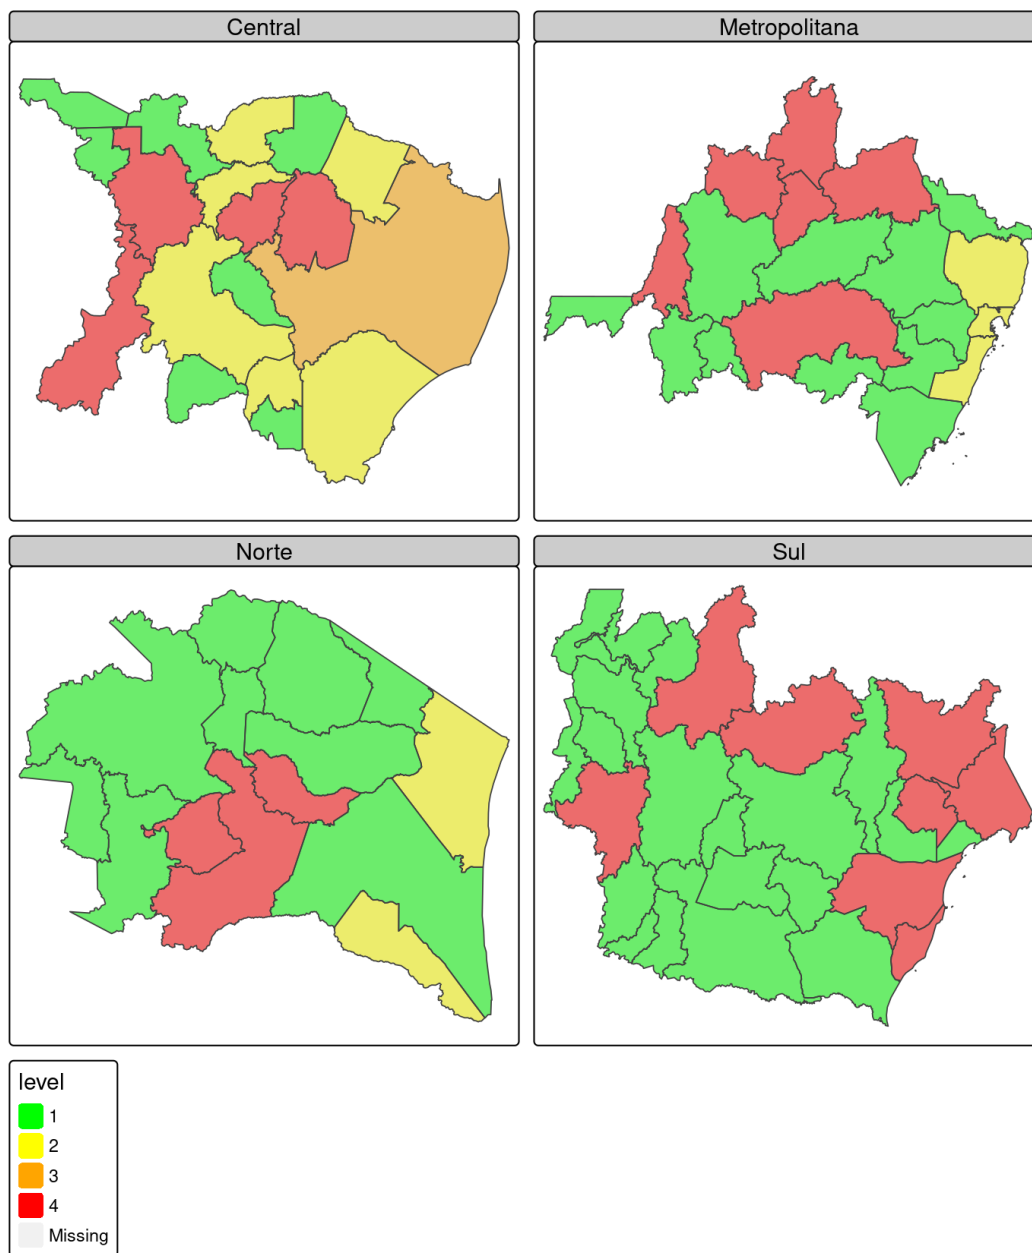 Central
Metropolitana
Norte
Sul
level
1
2
3
4
Missing